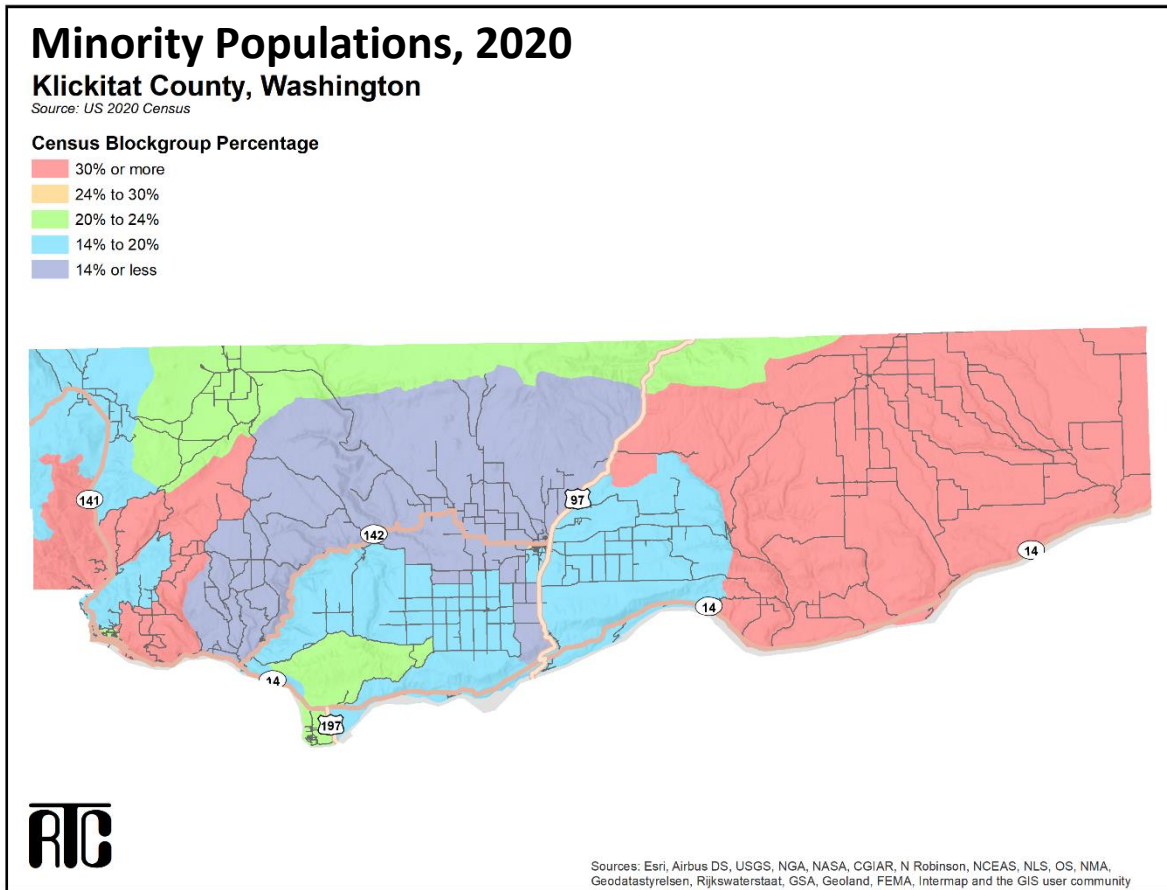 Minority Populations, 2020
Klickitat County, Washington
Source: US 2020 Census
Census Blockgroup Percentage
30% or more
24% to 30%
20% to 24%
14% to 20%
14% or less
141
97
142
14
14
14
197
RTC
Sources: Esri, Airbus DS, USGS, NGA, NASA, CGIAR, N Robinson, NCEAS, NLS, OS, NMA,
Geodatastyrelsen, Rijkswaterstaat, GSA, Geoland, FEMA, Intermap and the GIS user community